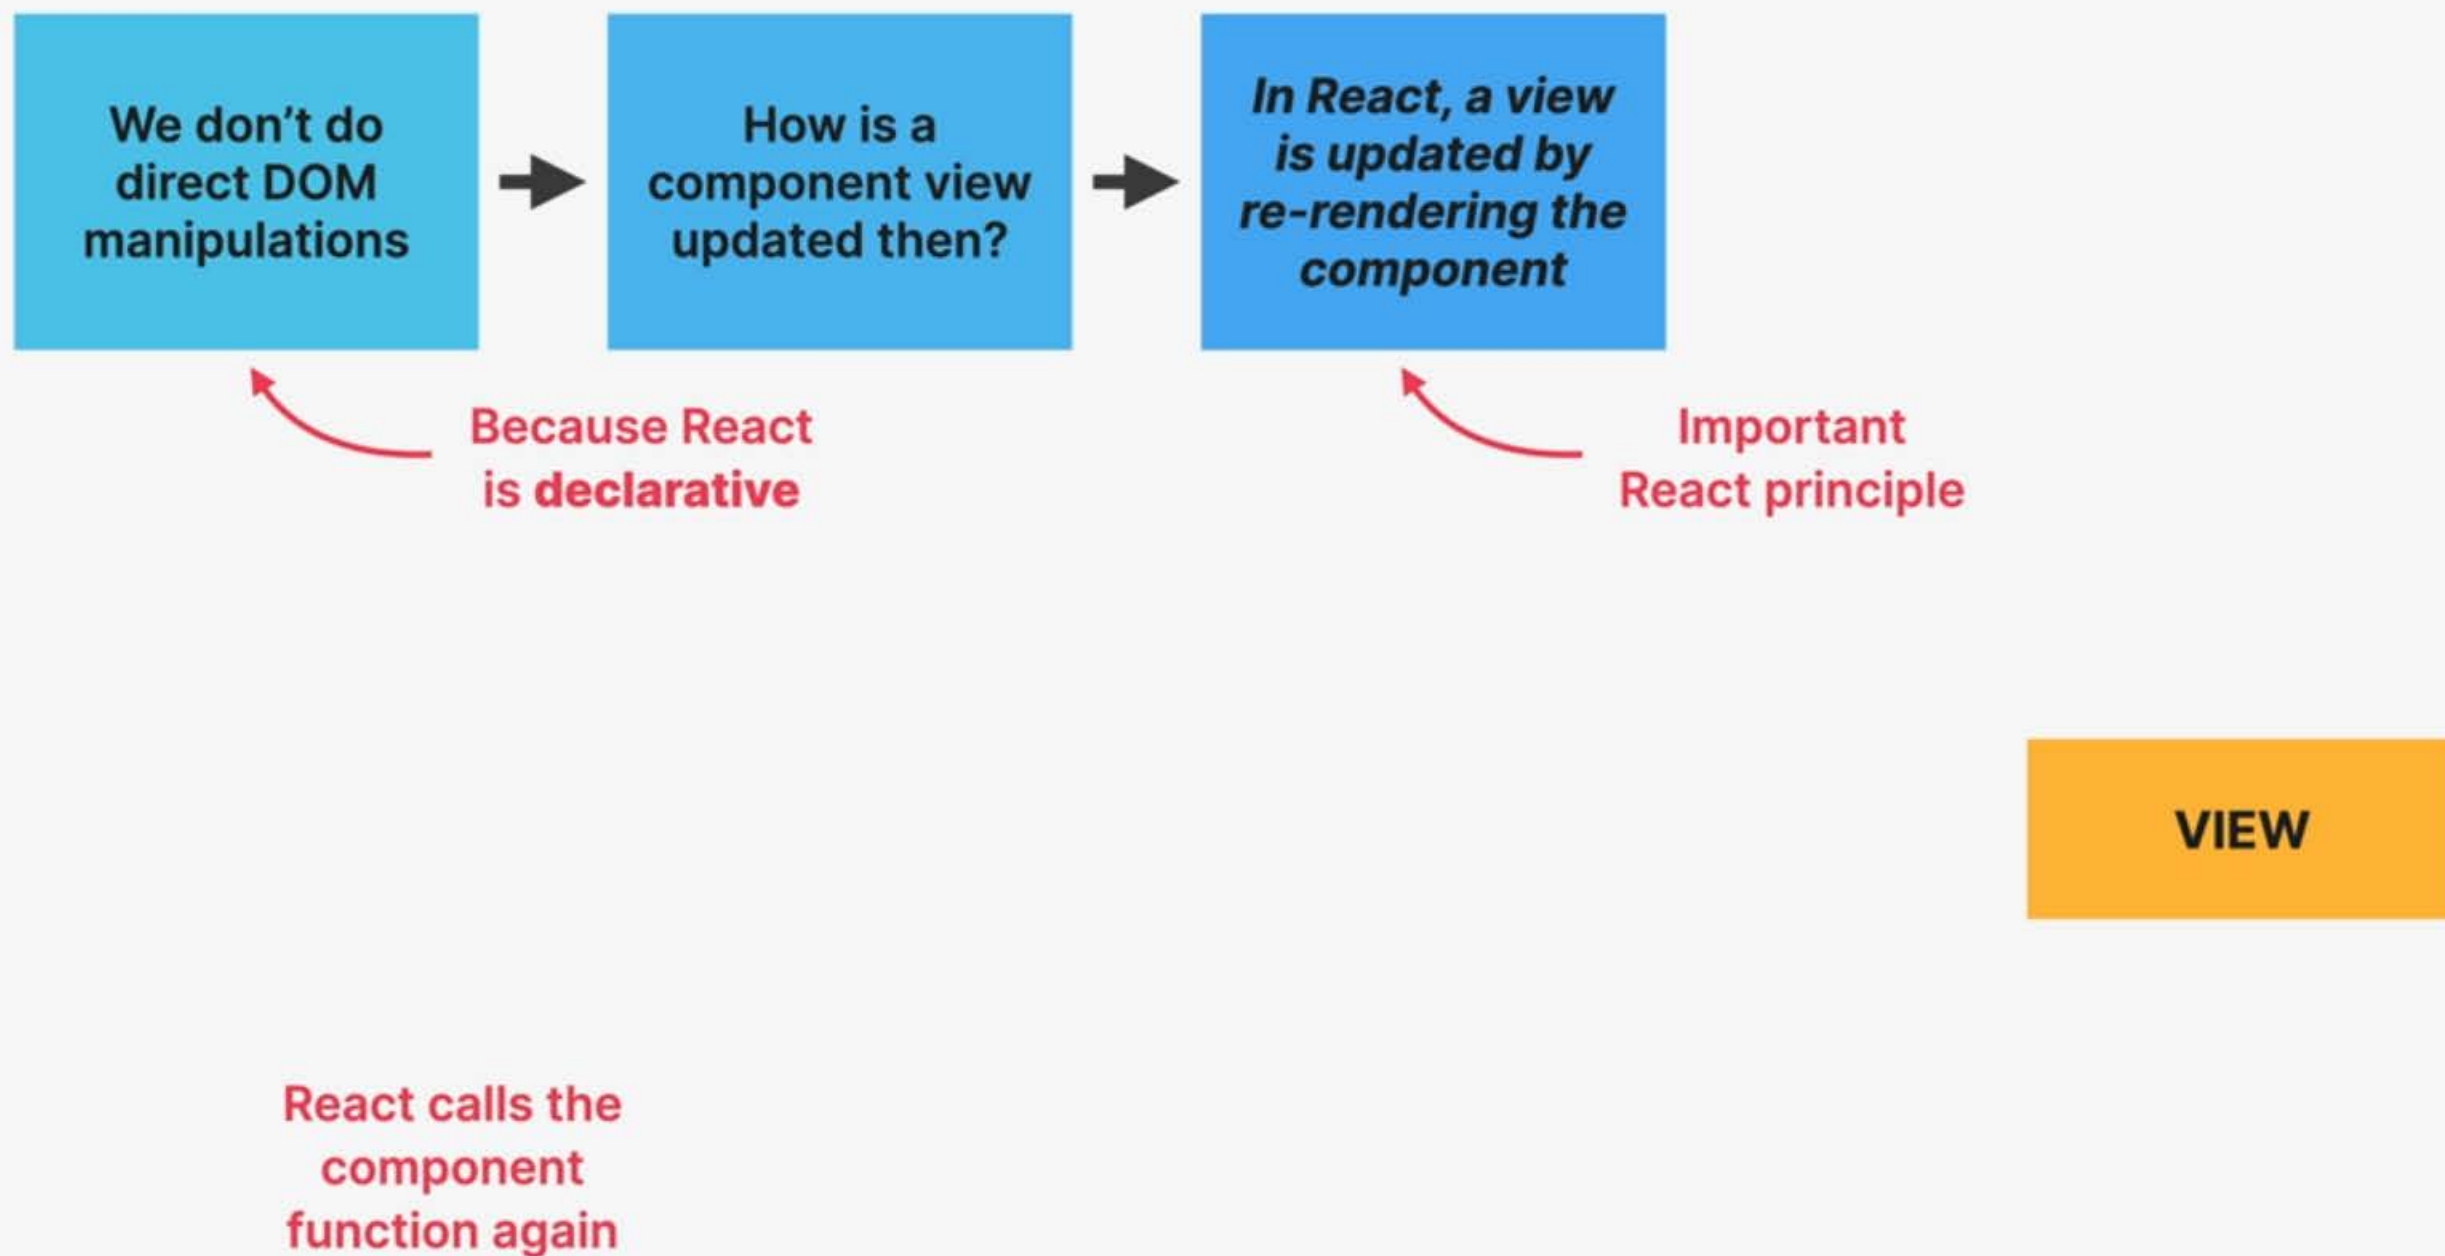 We don’t do
direct DOM
manipulations
How is a
component view
updated then?
In React, a view
is updated by
re-rendering the
component
Because React
is declarative
Important
React principle
VIEW
React calls the
component
function again